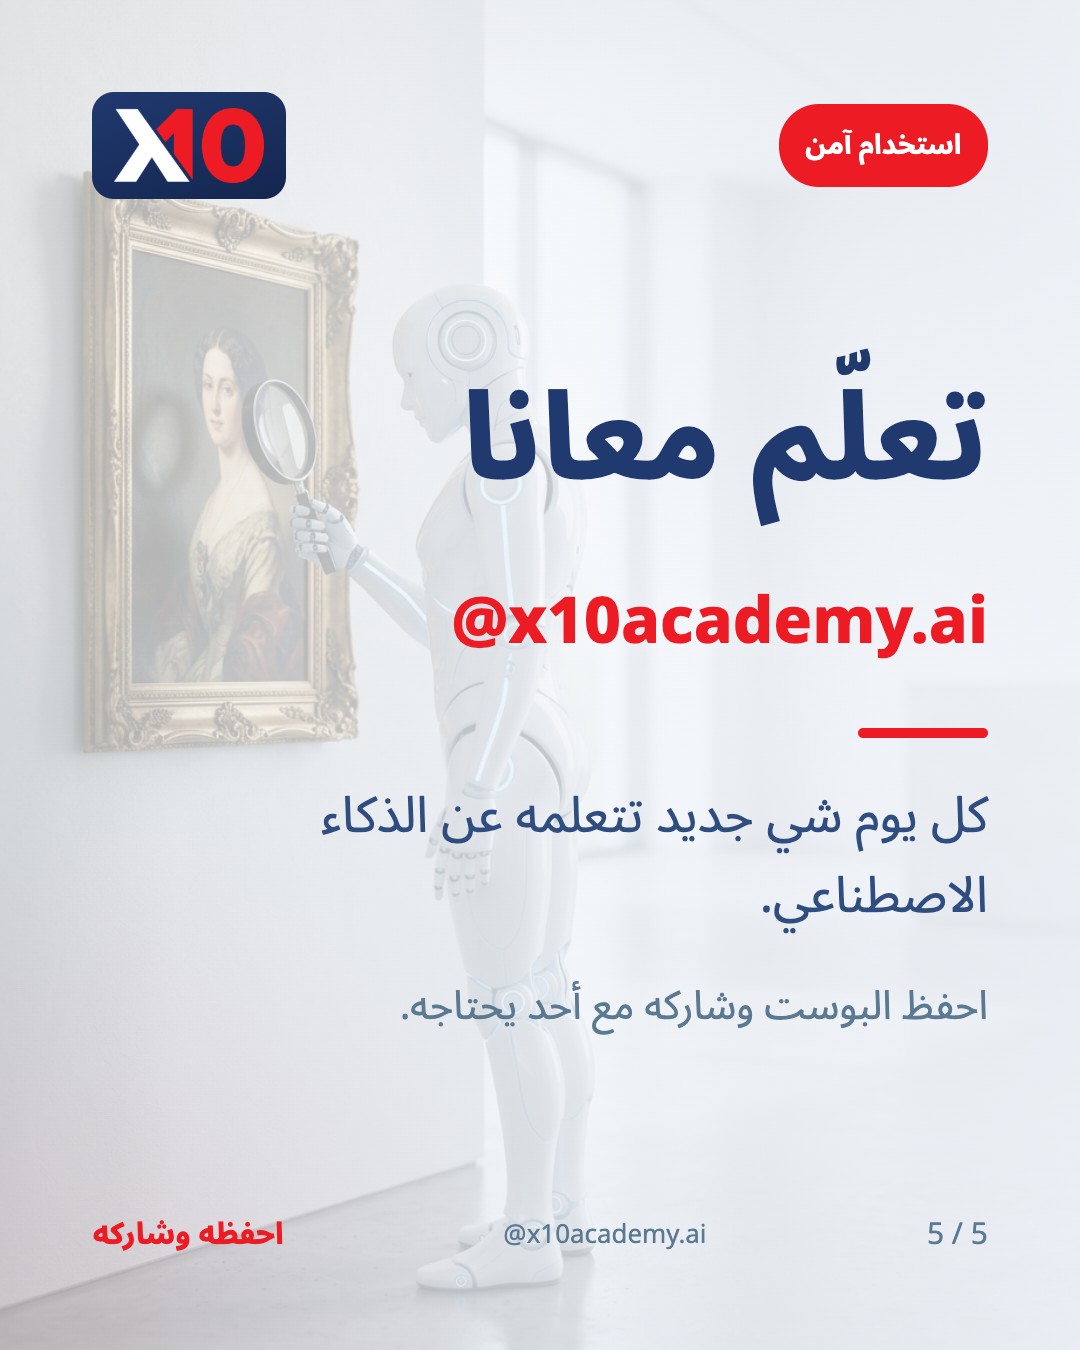 X10
استخدام آمن
تعلّم معانا
@x10academy.ai
كل يوم شي جديد تتعلمه عن الذكاء
الاصطناعي.
احفظ البوست وشاركه مع أحد يحتاجه.
احفظه وشاركه
@x10academy.ai
5 / 5